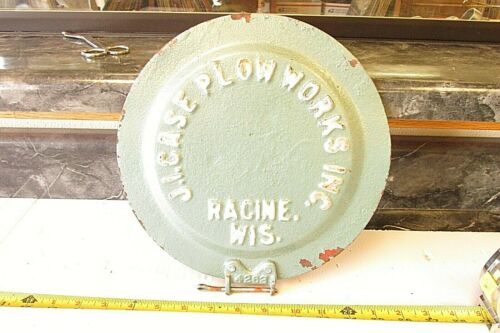 J.I.CASE PLOW WORKS INC.
RACINE.
WIS.